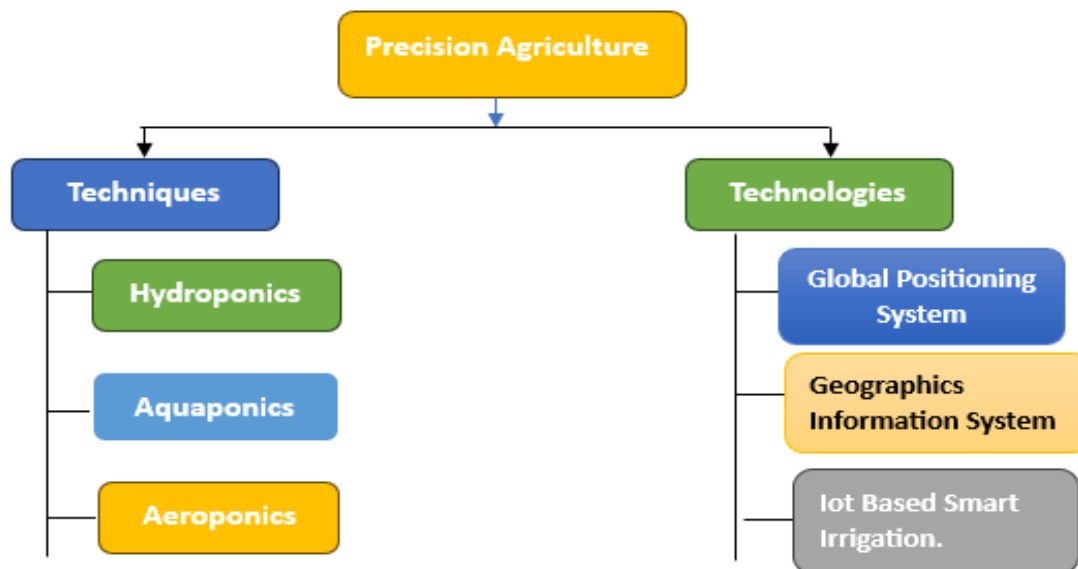 Precision Agriculture
Techniques
Hydroponics
Aquaponics
Aeroponics
Technologies
Global Positioning
System
Geographics
Information System
Iot Based Smart
Irrigation.